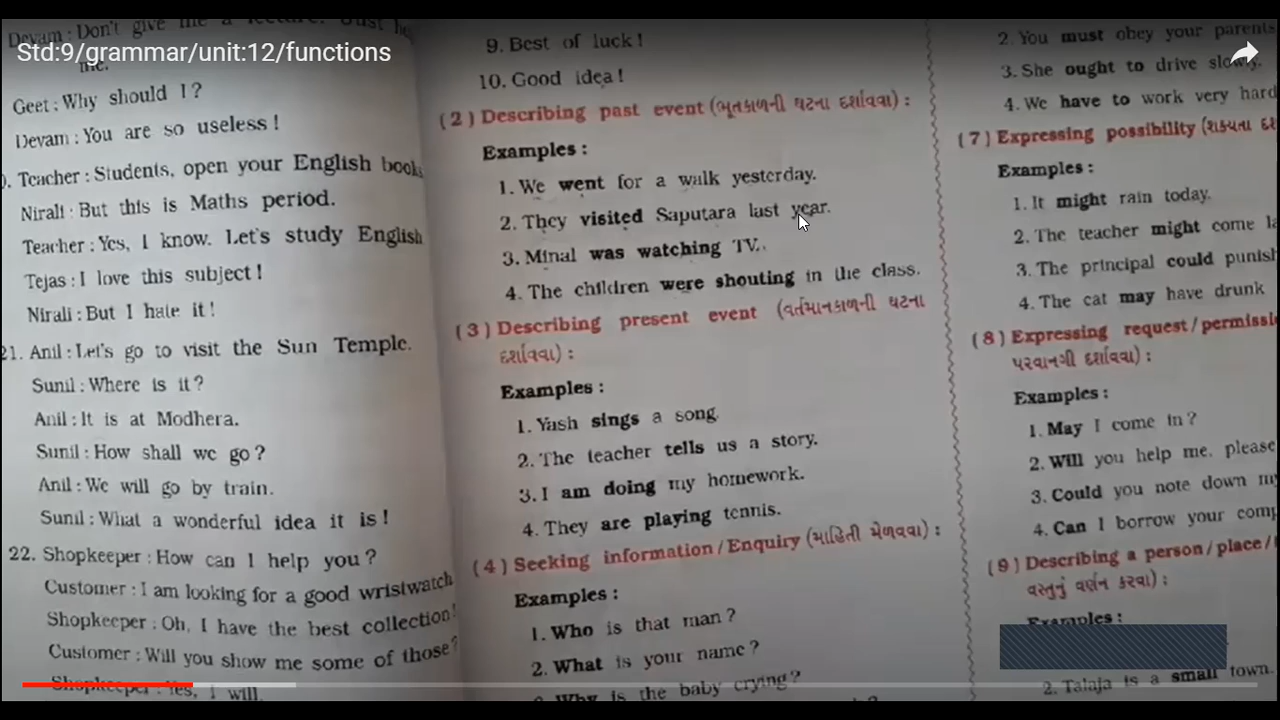 Std:9/grammar/unit:12/functions
Devam : Don't give me a lecture. Just
me.
Geet : Why should I ?
Devam : You are so useless !
Teacher : Students, open your English books
Nirali : But this is Maths period.
Teacher : Yes, I know. Let's study English
Tejas : I love this subject !
Nirali : But I hate it !
21. Anil : Let's go to visit the Sun Temple.
Sunil : Where is it ?
Anil : It is at Modhera.
Sunil : How shall we go ?
Anil : We will go by train.
Sunil : What a wonderful idea it is !
22. Shopkeeper : How can I help you ?
Customer : I am looking for a good wristwatch
Shopkeeper : Oh, I have the best collection !
Customer : Will you show me some of those ?
Shopkeeper : Yes, I will.
9. Best of luck !
10. Good idea !
(2) Describing past event (ભૂતકાળની ઘટના દર્શાવવા) :
Examples :
1. We went for a walk yesterday.
2. They visited Saputara last year.
3. Minal was watching TV.
4. The children were shouting in the class.
(3) Describing present event (વર્તમાનકાળની ઘટના
દર્શાવવા) :
Examples :
1. Yash sings a song.
2. The teacher tells us a story.
3. I am doing my homework.
4. They are playing tennis.
(4) Seeking information / Enquiry (માહિતી મેળવવા) :
Examples :
1. Who is that man ?
2. What is your name ?
Why is the baby crying ?
2. You must obey your parents
3. She ought to drive slowly.
4. We have to work very hard
(7) Expressing possibility (શક્યતા
Examples :
1. It might rain today.
2. The teacher might come
3. The principal could punish
4. The cat may have drunk
(8) Expressing request / permission
પરવાનગી દર્શાવવા) :
Examples :
1. May I come in ?
2. Will you help me, please
3. Could you note down
4. Can I borrow your
(9) Describing a person / place /
વસ્તુનું વર્ણન કરવા) :
Examples :
2. Talaja is a small town.